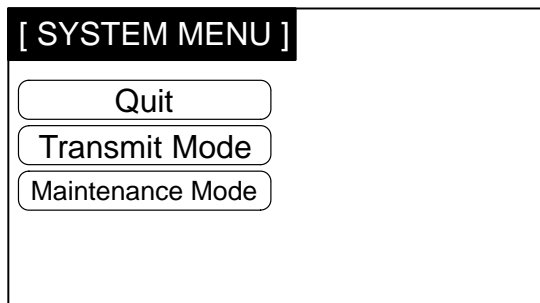 [ SYSTEM MENU ]
Quit
Transmit Mode
Maintenance Mode